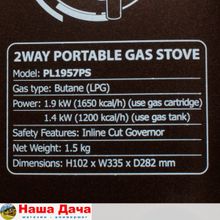 2WAY PORTABLE GAS STOVE
Model: PL1957PS
Gas type: Butane (LPG)
Power: 1.9 kW (1650 kcal/h) (use gas cartridge)
1.4 kW (1200 kcal/h) (use gas tank)
Safety Features: Inline Cut Governor
Net Weight: 1.5 kg
Dimensions: H102 x W335 x D282 mm
Наша Дача